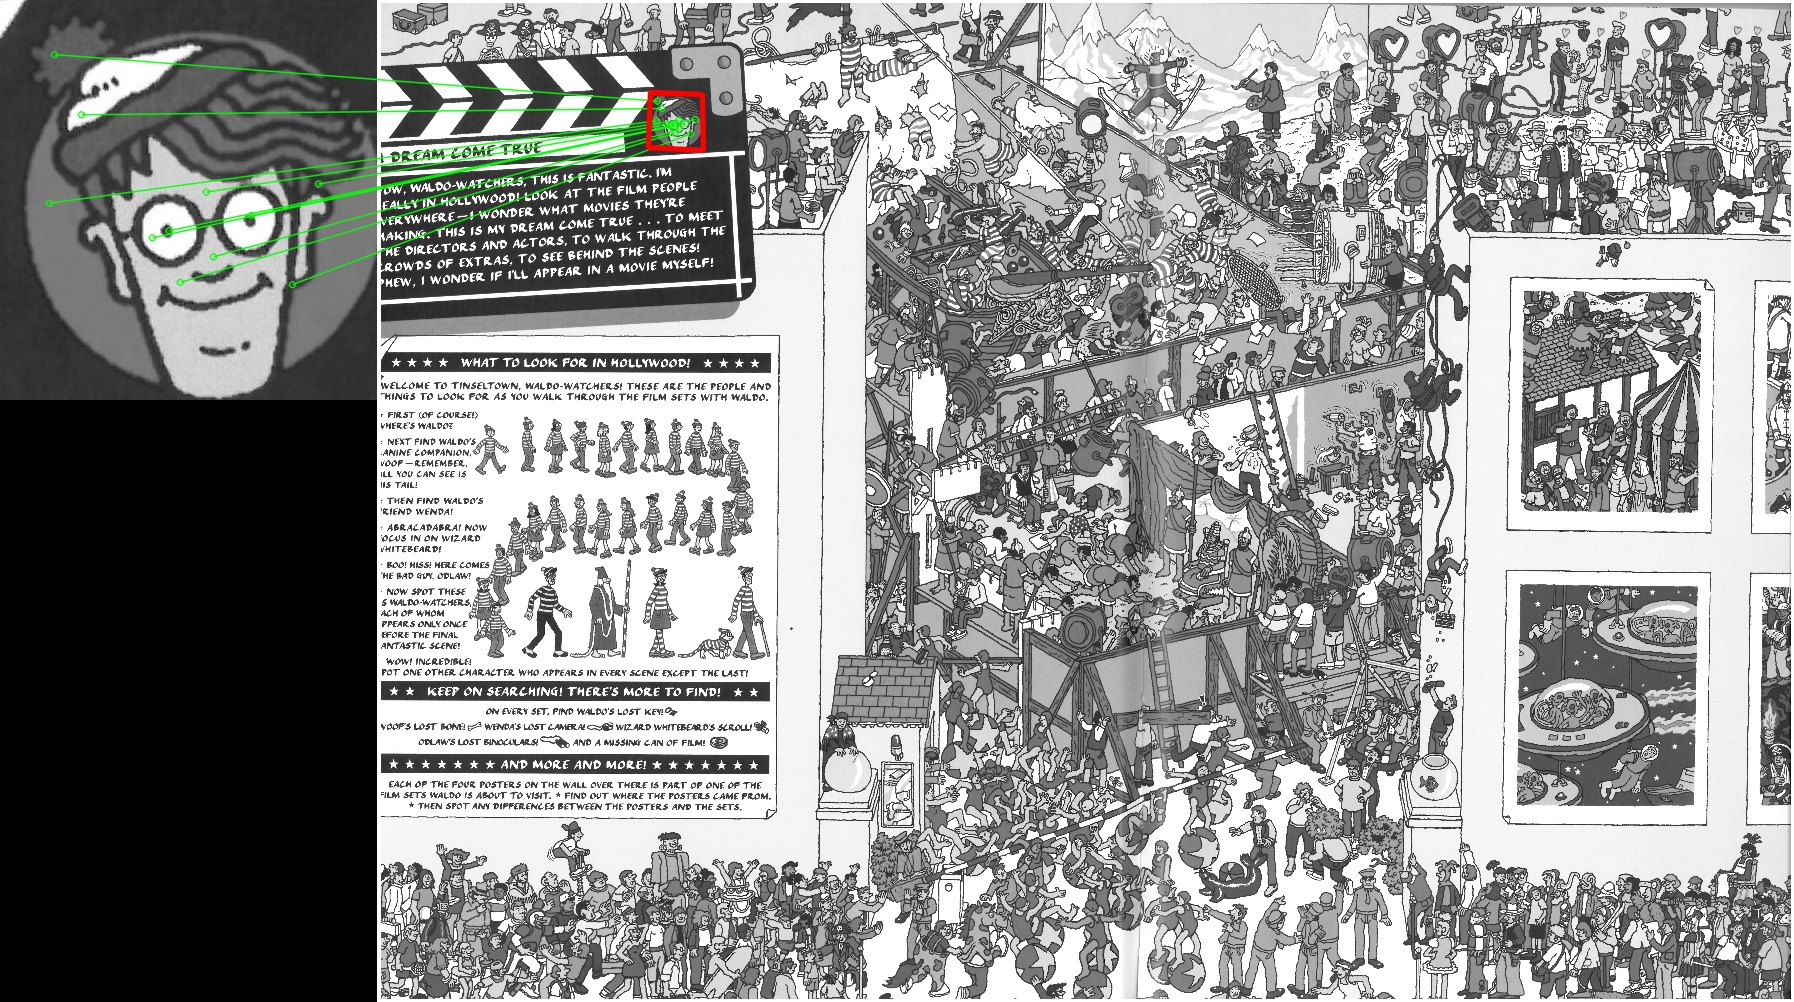 DREAM COME TRUE
OW, WALDO-WATCHERS, THIS IS FANTASTIC. I'M
EALLY IN HOLLYWOOD! LOOK AT THE FILM PEOPLE
VERYWHERE—I WONDER WHAT MOVIES THEY'RE
AKING. THIS IS MY DREAM COME TRUE . . . TO MEET
HE DIRECTORS AND ACTORS, TO WALK THROUGH THE
CROWDS OF EXTRAS, TO SEE BEHIND THE SCENES!
PHEW, I WONDER IF I'LL APPEAR IN A MOVIE MYSELF!
★ ★ ★ ★ WHAT TO LOOK FOR IN HOLLYWOOD! ★ ★ ★ ★
WELCOME TO TINSELTOWN, WALDO-WATCHERS! THESE ARE THE PEOPLE AND
THINGS TO LOOK FOR AS YOU WALK THROUGH THE FILM SETS WITH WALDO.
FIRST (OF COURSE!)
WHERE'S WALDO?
NEXT FIND WALDO'S
ANINE COMPANION,
WOOF—REMEMBER,
ALL YOU CAN SEE IS
HIS TAIL!
THEN FIND WALDO'S
FRIEND WENDA!
ABRACADABRA! NOW
FOCUS IN ON WIZARD
WHITEBEARD!
BOO! HISS! HERE COMES
THE BAD GUY, ODLAW!
NOW SPOT THESE
5 WALDO-WATCHERS,
ACH OF WHOM
PPEARS ONLY ONCE
EFORE THE FINAL
ANTASTIC SCENE!
WOW! INCREDIBLE!
POT ONE OTHER CHARACTER WHO APPEARS IN EVERY SCENE EXCEPT THE LAST!
★ ★ KEEP ON SEARCHING! THERE'S MORE TO FIND! ★ ★
ON EVERY SET, FIND WALDO'S LOST KEY!
WOOF'S LOST BONE! WENDA'S LOST CAMERA! WIZARD WHITEBEARD'S SCROLL!
ODLAW'S LOST BINOCULARS! AND A MISSING CAN OF FILM!
★ ★ ★ ★ ★ ★ ★ AND MORE AND MORE! ★ ★ ★ ★ ★ ★ ★
EACH OF THE FOUR POSTERS ON THE WALL OVER THERE IS PART OF ONE OF THE
FILM SETS WALDO IS ABOUT TO VISIT. ★ FIND OUT WHERE THE POSTERS CAME FROM.
★ THEN SPOT ANY DIFFERENCES BETWEEN THE POSTERS AND THE SETS.